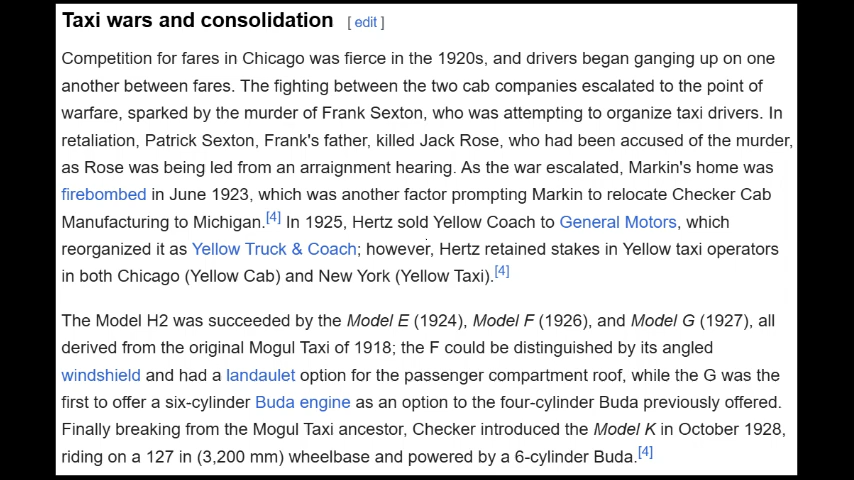 Taxi wars and consolidation [ edit ]
Competition for fares in Chicago was fierce in the 1920s, and drivers began ganging up on one
another between fares. The fighting between the two cab companies escalated to the point of
warfare, sparked by the murder of Frank Sexton, who was attempting to organize taxi drivers. In
retaliation, Patrick Sexton, Frank's father, killed Jack Rose, who had been accused of the murder,
as Rose was being led from an arraignment hearing. As the war escalated, Markin's home was
firebombed in June 1923, which was another factor prompting Markin to relocate Checker Cab
Manufacturing to Michigan.[4] In 1925, Hertz sold Yellow Coach to General Motors, which
reorganized it as Yellow Truck & Coach; however, Hertz retained stakes in Yellow taxi operators
in both Chicago (Yellow Cab) and New York (Yellow Taxi).[4]
The Model H2 was succeeded by the Model E (1924), Model F (1926), and Model G (1927), all
derived from the original Mogul Taxi of 1918; the F could be distinguished by its angled
windshield and had a landaulet option for the passenger compartment roof, while the G was the
first to offer a six-cylinder Buda engine as an option to the four-cylinder Buda previously offered.
Finally breaking from the Mogul Taxi ancestor, Checker introduced the Model K in October 1928,
riding on a 127 in (3,200 mm) wheelbase and powered by a 6-cylinder Buda.[4]